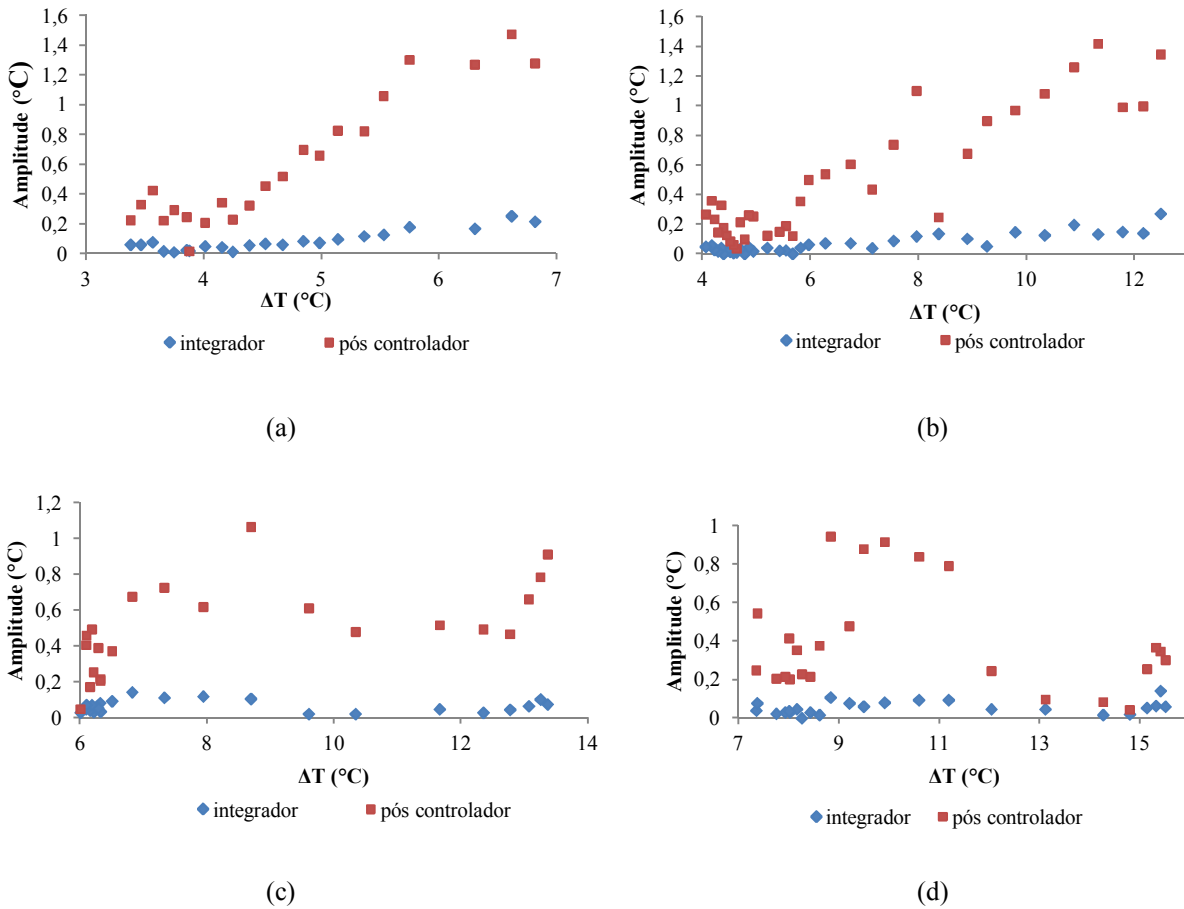 1,6
1,4
1,2
1
0,8
0,6
0,4
0,2
0
Amplitude (°C)
3 4 5 6 7
ΔT (°C)
integrador pós controlador
(a)
1,6
1,4
1,2
1
0,8
0,6
0,4
0,2
0
Amplitude (°C)
4 6 8 10 12
ΔT (°C)
integrador pós controlador
(b)
1,2
1
0,8
0,6
0,4
0,2
0
Amplitude (°C)
6 8 10 12 14
ΔT (°C)
integrador pós controlador
(c)
1
0,8
0,6
0,4
0,2
0
Amplitude (°C)
7 9 11 13 15
ΔT (°C)
integrador pós controlador
(d)